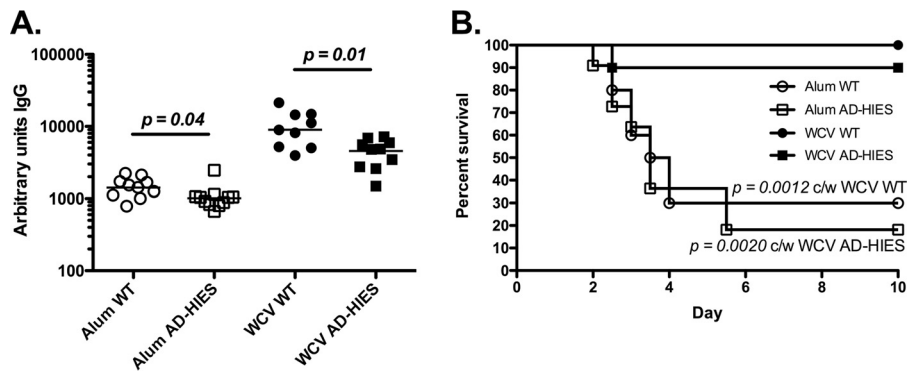 A.
100000
10000
1000
100
Arbitrary units IgG
p = 0.04
p = 0.01
Alum WT
Alum AD-HIES
WCV WT
WCV AD-HIES
B.
100
90
80
70
60
50
40
30
20
10
0
Percent survival
Alum WT
Alum AD-HIES
WCV WT
WCV AD-HIES
p = 0.0012 c/w WCV WT
p = 0.0020 c/w WCV AD-HIES
0 2 4 6 8 10
Day